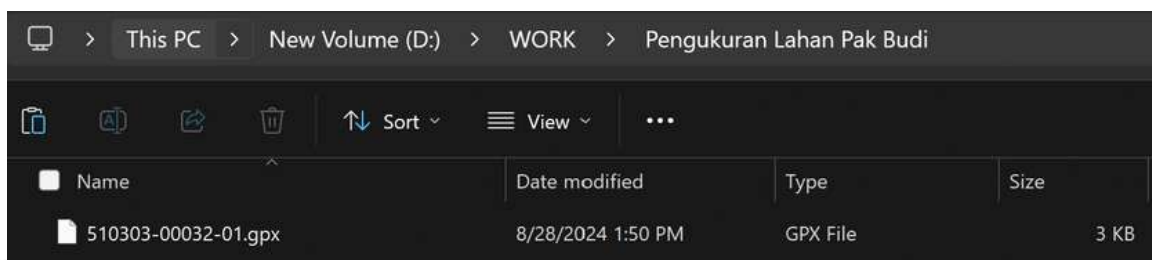 This PC > New Volume (D:) > WORK > Pengukuran Lahan Pak Budi
Sort View
Name Date modified Type Size
510303-00032-01.gpx 8/28/2024 1:50 PM GPX File 3 KB